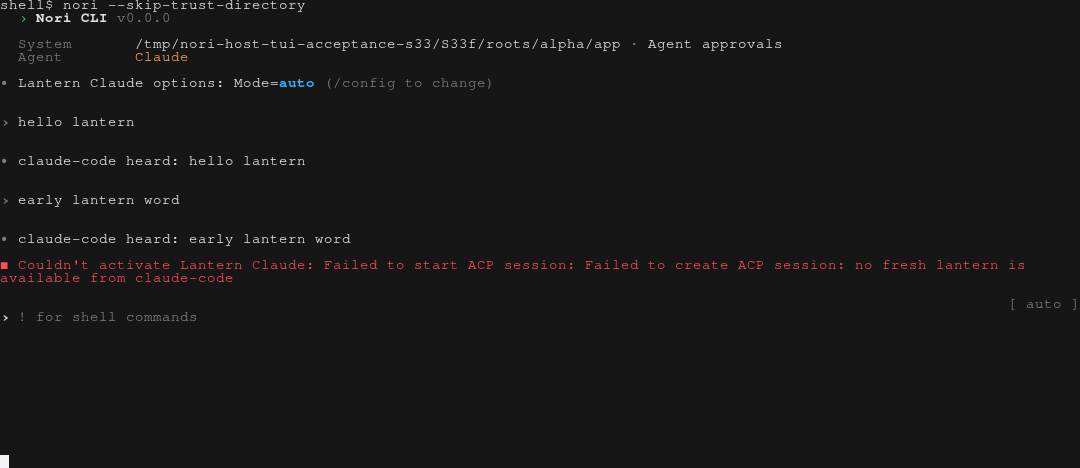 shell$ nori --skip-trust-directory
› Nori CLI v0.0.0
System /tmp/nori-host-tui-acceptance-s33/S33f/roots/alpha/app · Agent approvals
Agent Claude
• Lantern Claude options: Mode=auto (/config to change)
› hello lantern
• claude-code heard: hello lantern
› early lantern word
• claude-code heard: early lantern word
■ Couldn't activate Lantern Claude: Failed to start ACP session: Failed to create ACP session: no fresh lantern is
available from claude-code
[ auto ]
› ! for shell commands